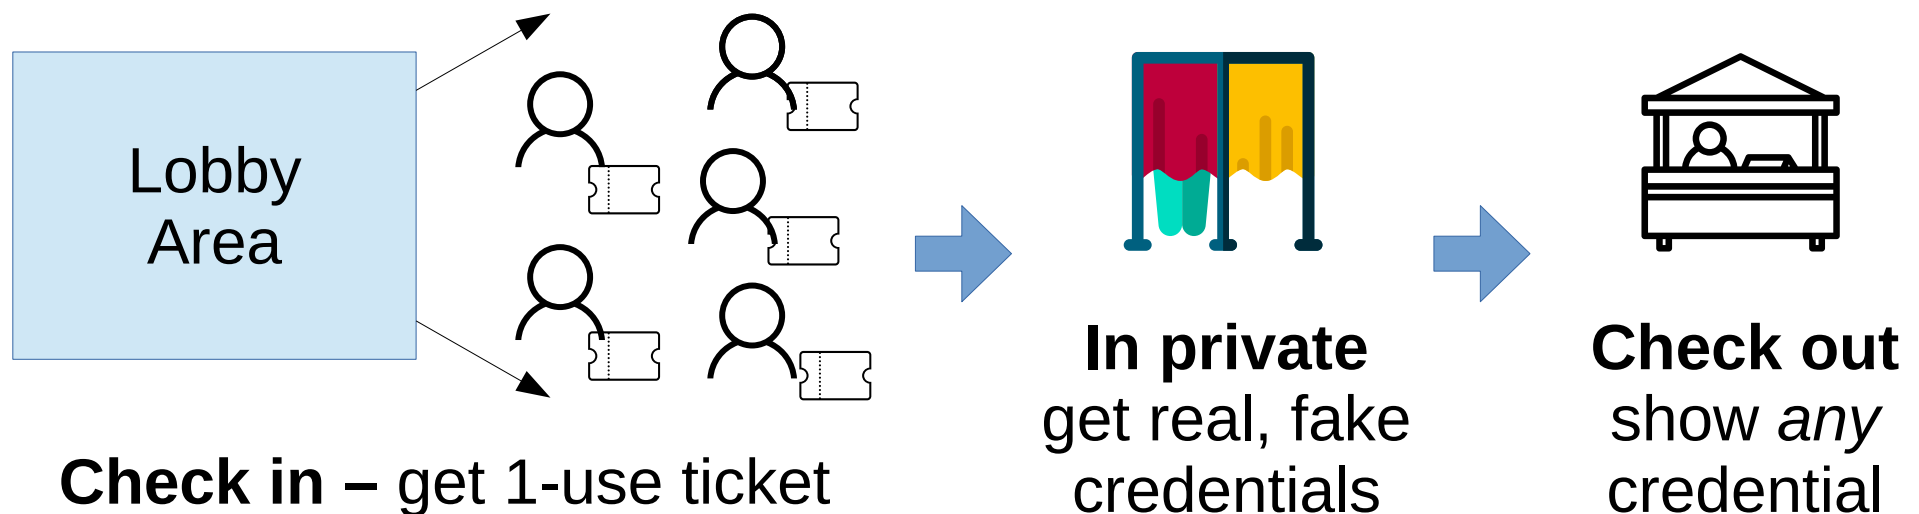 Lobby
Area
Check in – get 1-use ticket
In private
get real, fake
credentials
Check out
show any
credential